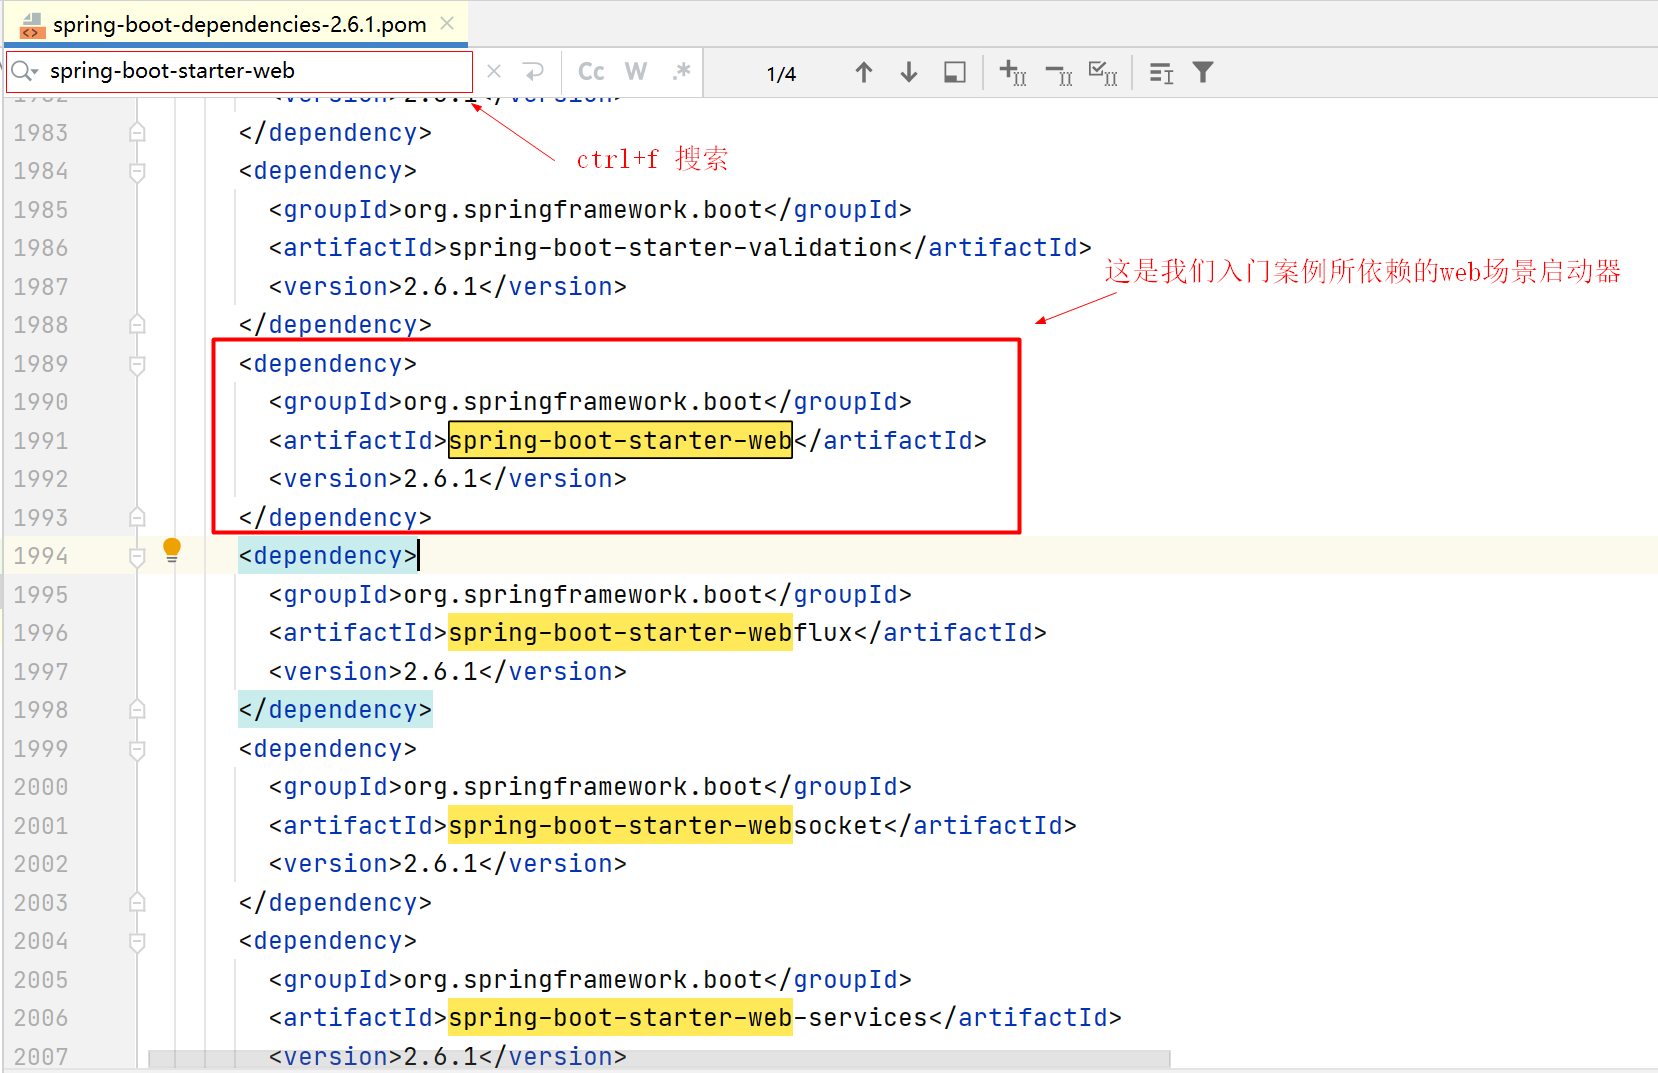 spring-boot-dependencies-2.6.1.pom
spring-boot-starter-web
Cc W .* 1/4
1982 <version>2.6.1</version>
1983 </dependency>
ctrl+f 搜索
1984 <dependency>
1985 <groupId>org.springframework.boot</groupId>
1986 <artifactId>spring-boot-starter-validation</artifactId>
这是我们入门案例所依赖的web场景启动器
1987 <version>2.6.1</version>
1988 </dependency>
1989 <dependency>
1990 <groupId>org.springframework.boot</groupId>
1991 <artifactId>spring-boot-starter-web</artifactId>
1992 <version>2.6.1</version>
1993 </dependency>
1994 <dependency>
1995 <groupId>org.springframework.boot</groupId>
1996 <artifactId>spring-boot-starter-webflux</artifactId>
1997 <version>2.6.1</version>
1998 </dependency>
1999 <dependency>
2000 <groupId>org.springframework.boot</groupId>
2001 <artifactId>spring-boot-starter-websocket</artifactId>
2002 <version>2.6.1</version>
2003 </dependency>
2004 <dependency>
2005 <groupId>org.springframework.boot</groupId>
2006 <artifactId>spring-boot-starter-web-services</artifactId>
2007 <version>2.6.1</version>